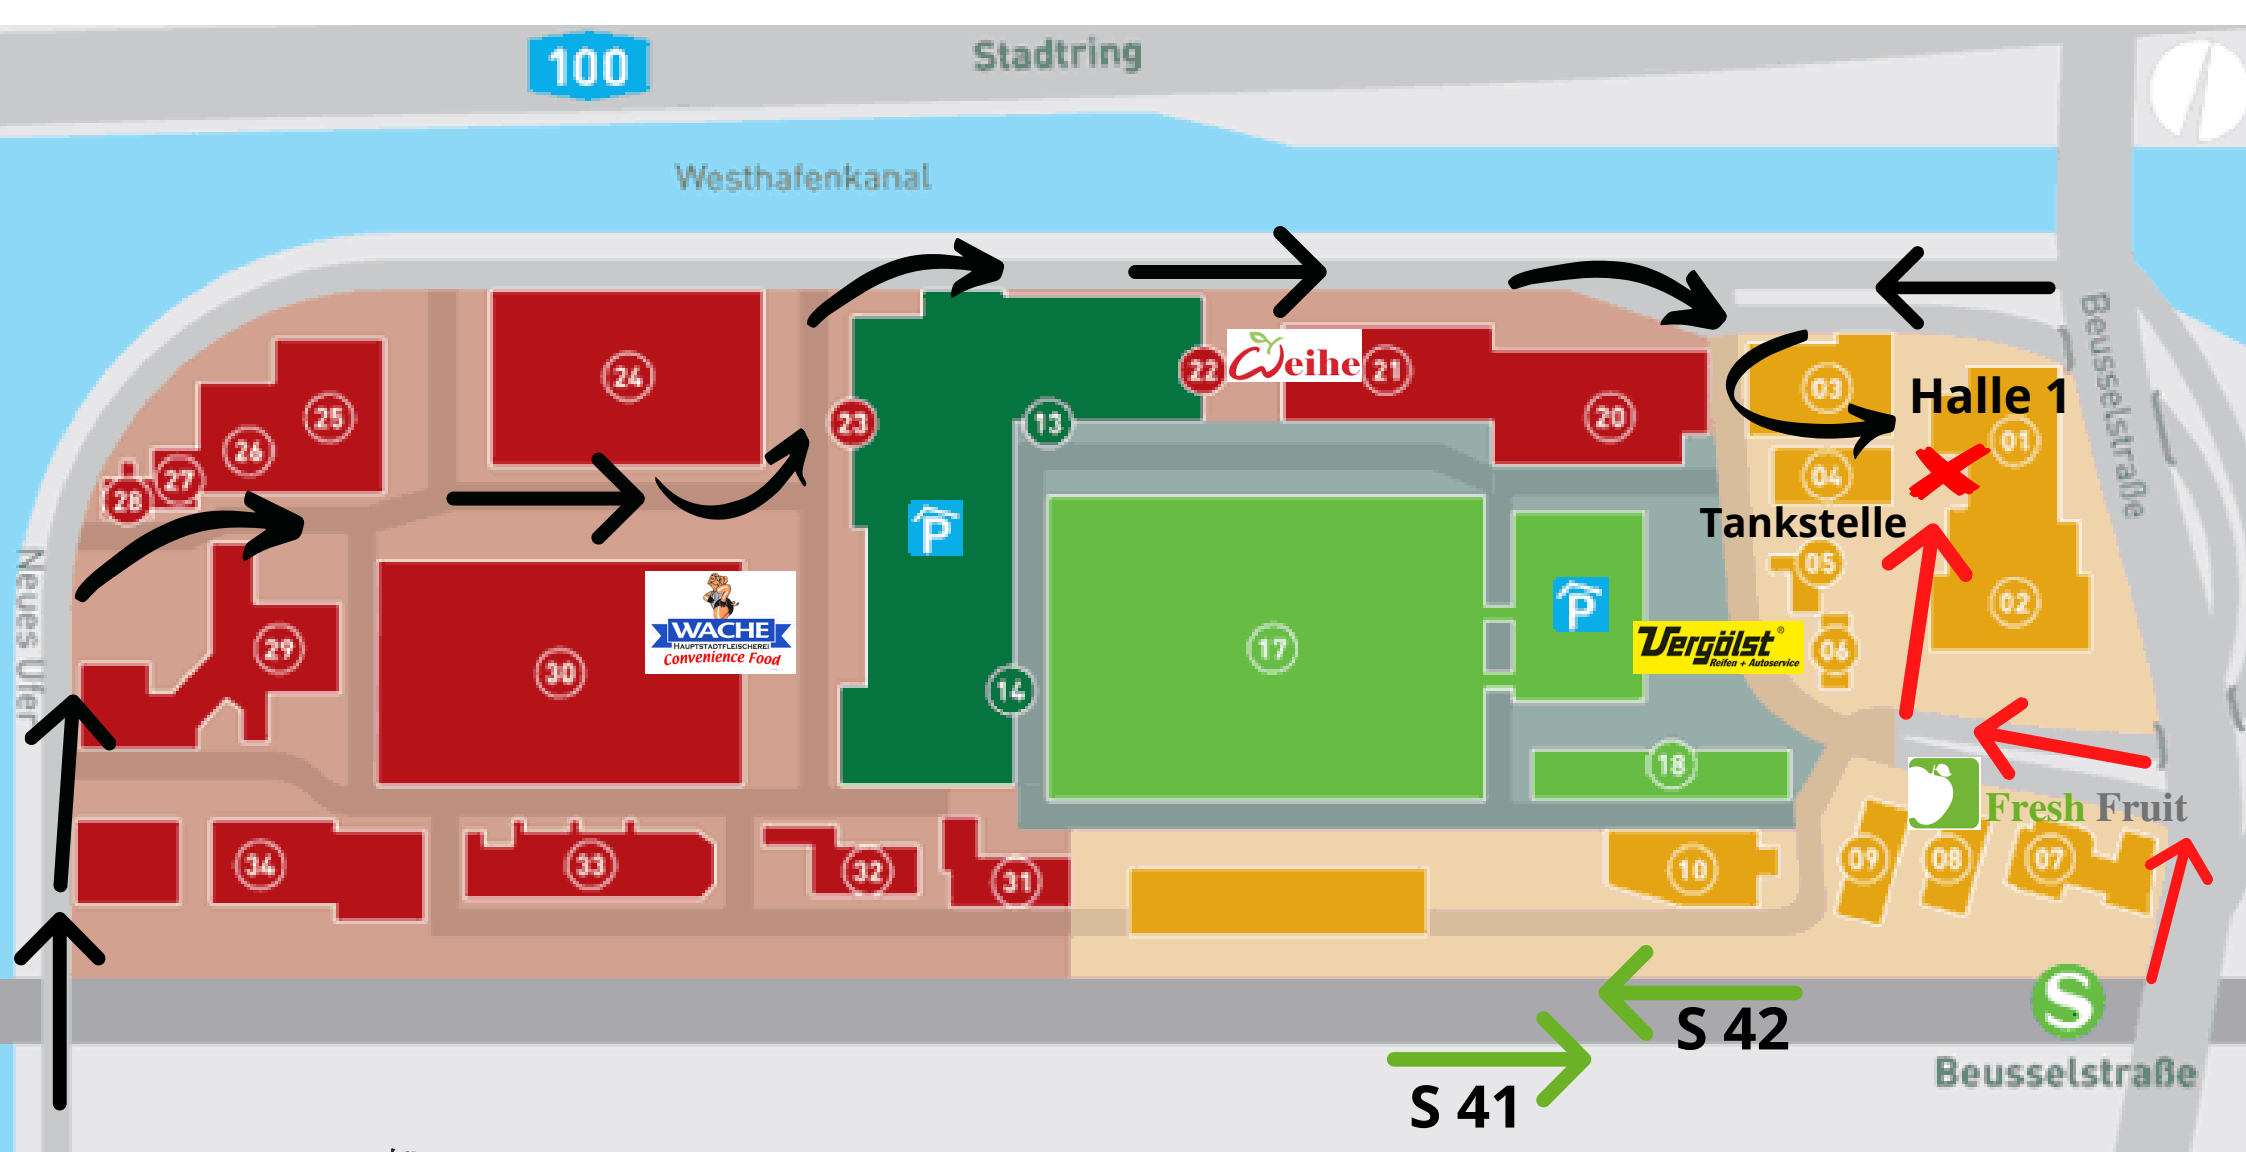 100
Stadtring
Westhafenkanal
Beusselstraße
Neues Ufer
24
25
26
27
28
23
22
Weihe
21
20
13
03
Halle 1
01
04
Tankstelle
05
02
29
30
WACHE
HAUPTSTADTFLEISCHEREI
Convenience Food
P
P
14
17
Vergölst®
Reifen + Autoservice
06
18
Fresh Fruit
34
33
32
31
10
09
08
07
S
S 42
S 41
Beusselstraße